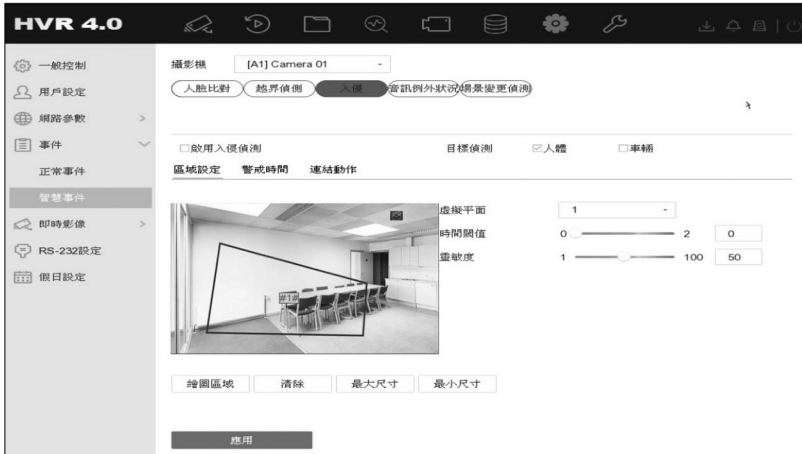 HVR 4.0
一般控制
用戶設定
網路參數
事件
正常事件
智慧事件
即時影像
RS-232設定
假日設定
攝影機 [A1] Camera 01
人臉比對 越界偵測 入侵 音訊例外狀況 場景變更偵測
啟用入侵偵測 目標偵測 人體 車輛
區域設定 警戒時間 連結動作
#1#
虛擬平面 1
時間閾值 0 2 0
靈敏度 1 100 50
繪圖區域 清除 最大尺寸 最小尺寸
應用